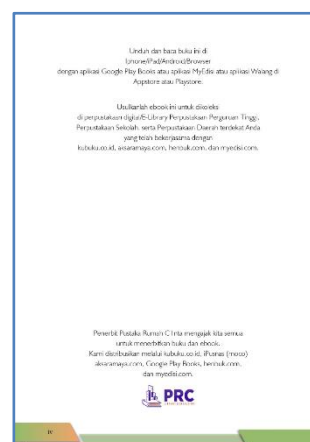 Unduh dan baca buku ini di
Iphone/iPad/Android/Browser
dengan aplikasi Google Play Books atau aplikasi MyEdisi atau aplikasi Walang di
Appstore atau Playstore.
Usulkanlah ebook ini untuk dikoleksi
di perpustakaan digital/E-Library Perpustakaan Perguruan Tinggi,
Perpustakaan Sekolah, serta Perpustakaan Daerah terdekat Anda
yang telah bekerjasama dengan
kubuku.co.id, aksaramaya.com, henbuk.com, dan myedisi.com.
Penerbit Pustaka Rumah C1nta mengajak kita semua
untuk menerbitkan buku dan ebook.
Kami distribusikan melalui kubuku.co.id, iPusnas (moco)
aksaramaya.com, Google Play Books, henbuk.com,
dan myedisi.com.
PRC
iv